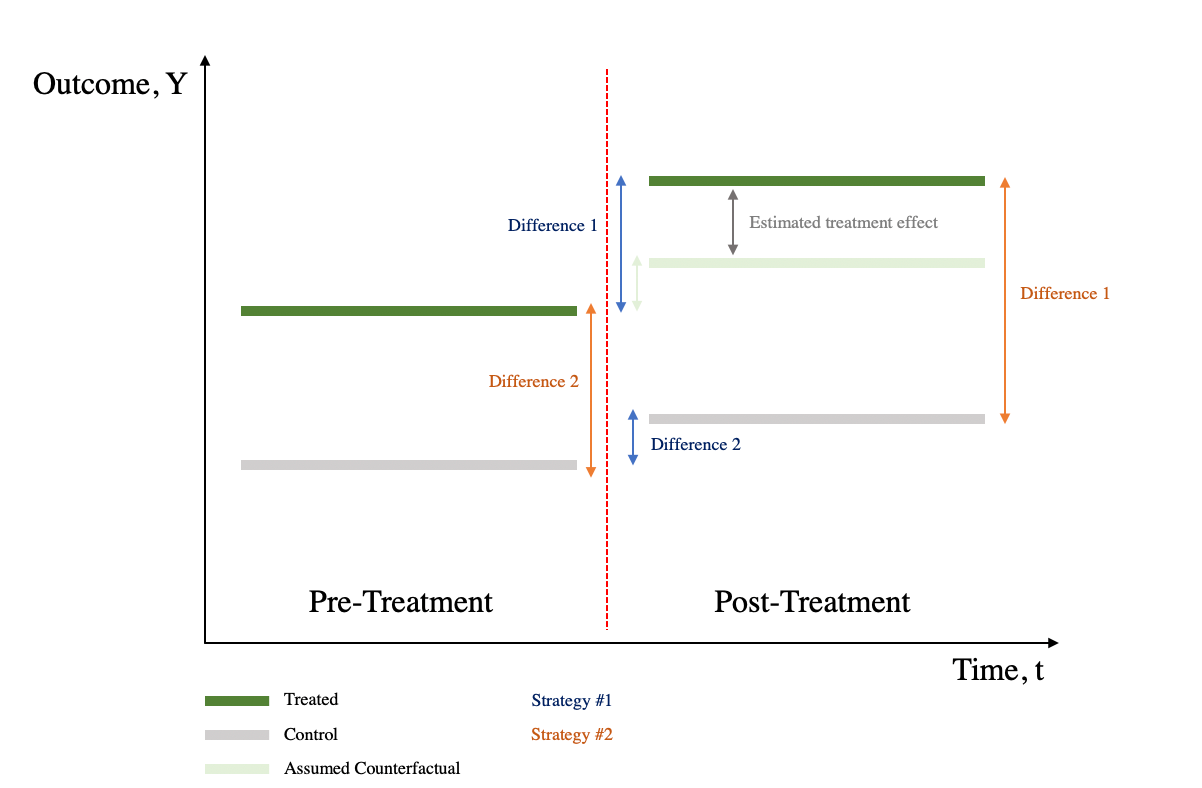 Outcome, Y
Difference 1
Estimated treatment effect
Difference 1
Difference 2
Difference 2
Pre-Treatment
Post-Treatment
Time, t
Treated
Strategy #1
Control
Strategy #2
Assumed Counterfactual